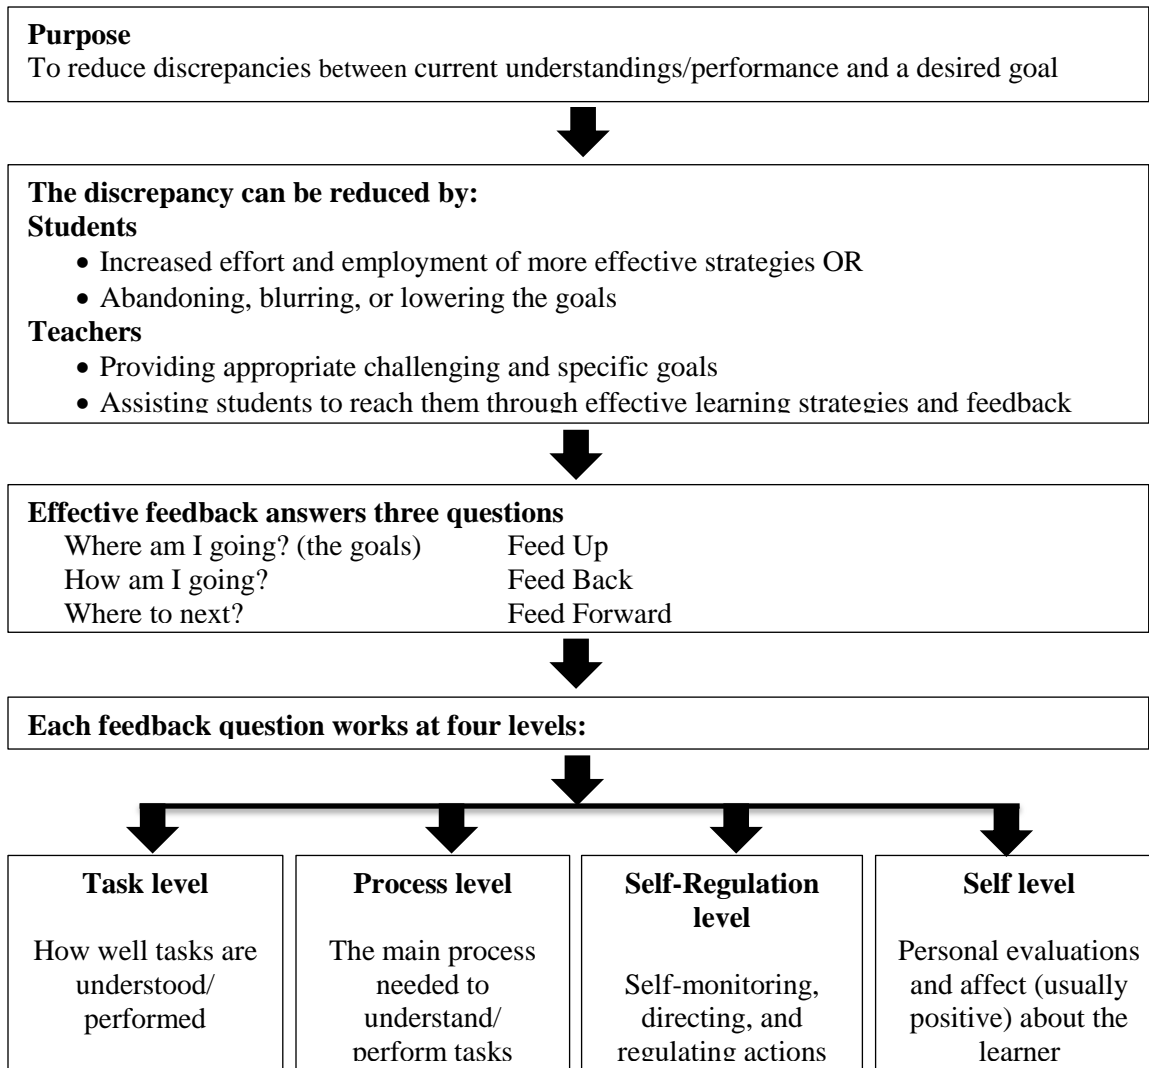 Purpose
To reduce discrepancies between current understandings/performance and a desired goal
The discrepancy can be reduced by:
Students
• Increased effort and employment of more effective strategies OR
• Abandoning, blurring, or lowering the goals
Teachers
• Providing appropriate challenging and specific goals
• Assisting students to reach them through effective learning strategies and feedback
Effective feedback answers three questions
Where am I going? (the goals) Feed Up
How am I going? Feed Back
Where to next? Feed Forward
Each feedback question works at four levels:
Task level
How well tasks are
understood/
performed
Process level
The main process
needed to
understand/
perform tasks
Self-Regulation
level
Self-monitoring,
directing, and
regulating actions
Self level
Personal evaluations
and affect (usually
positive) about the
learner